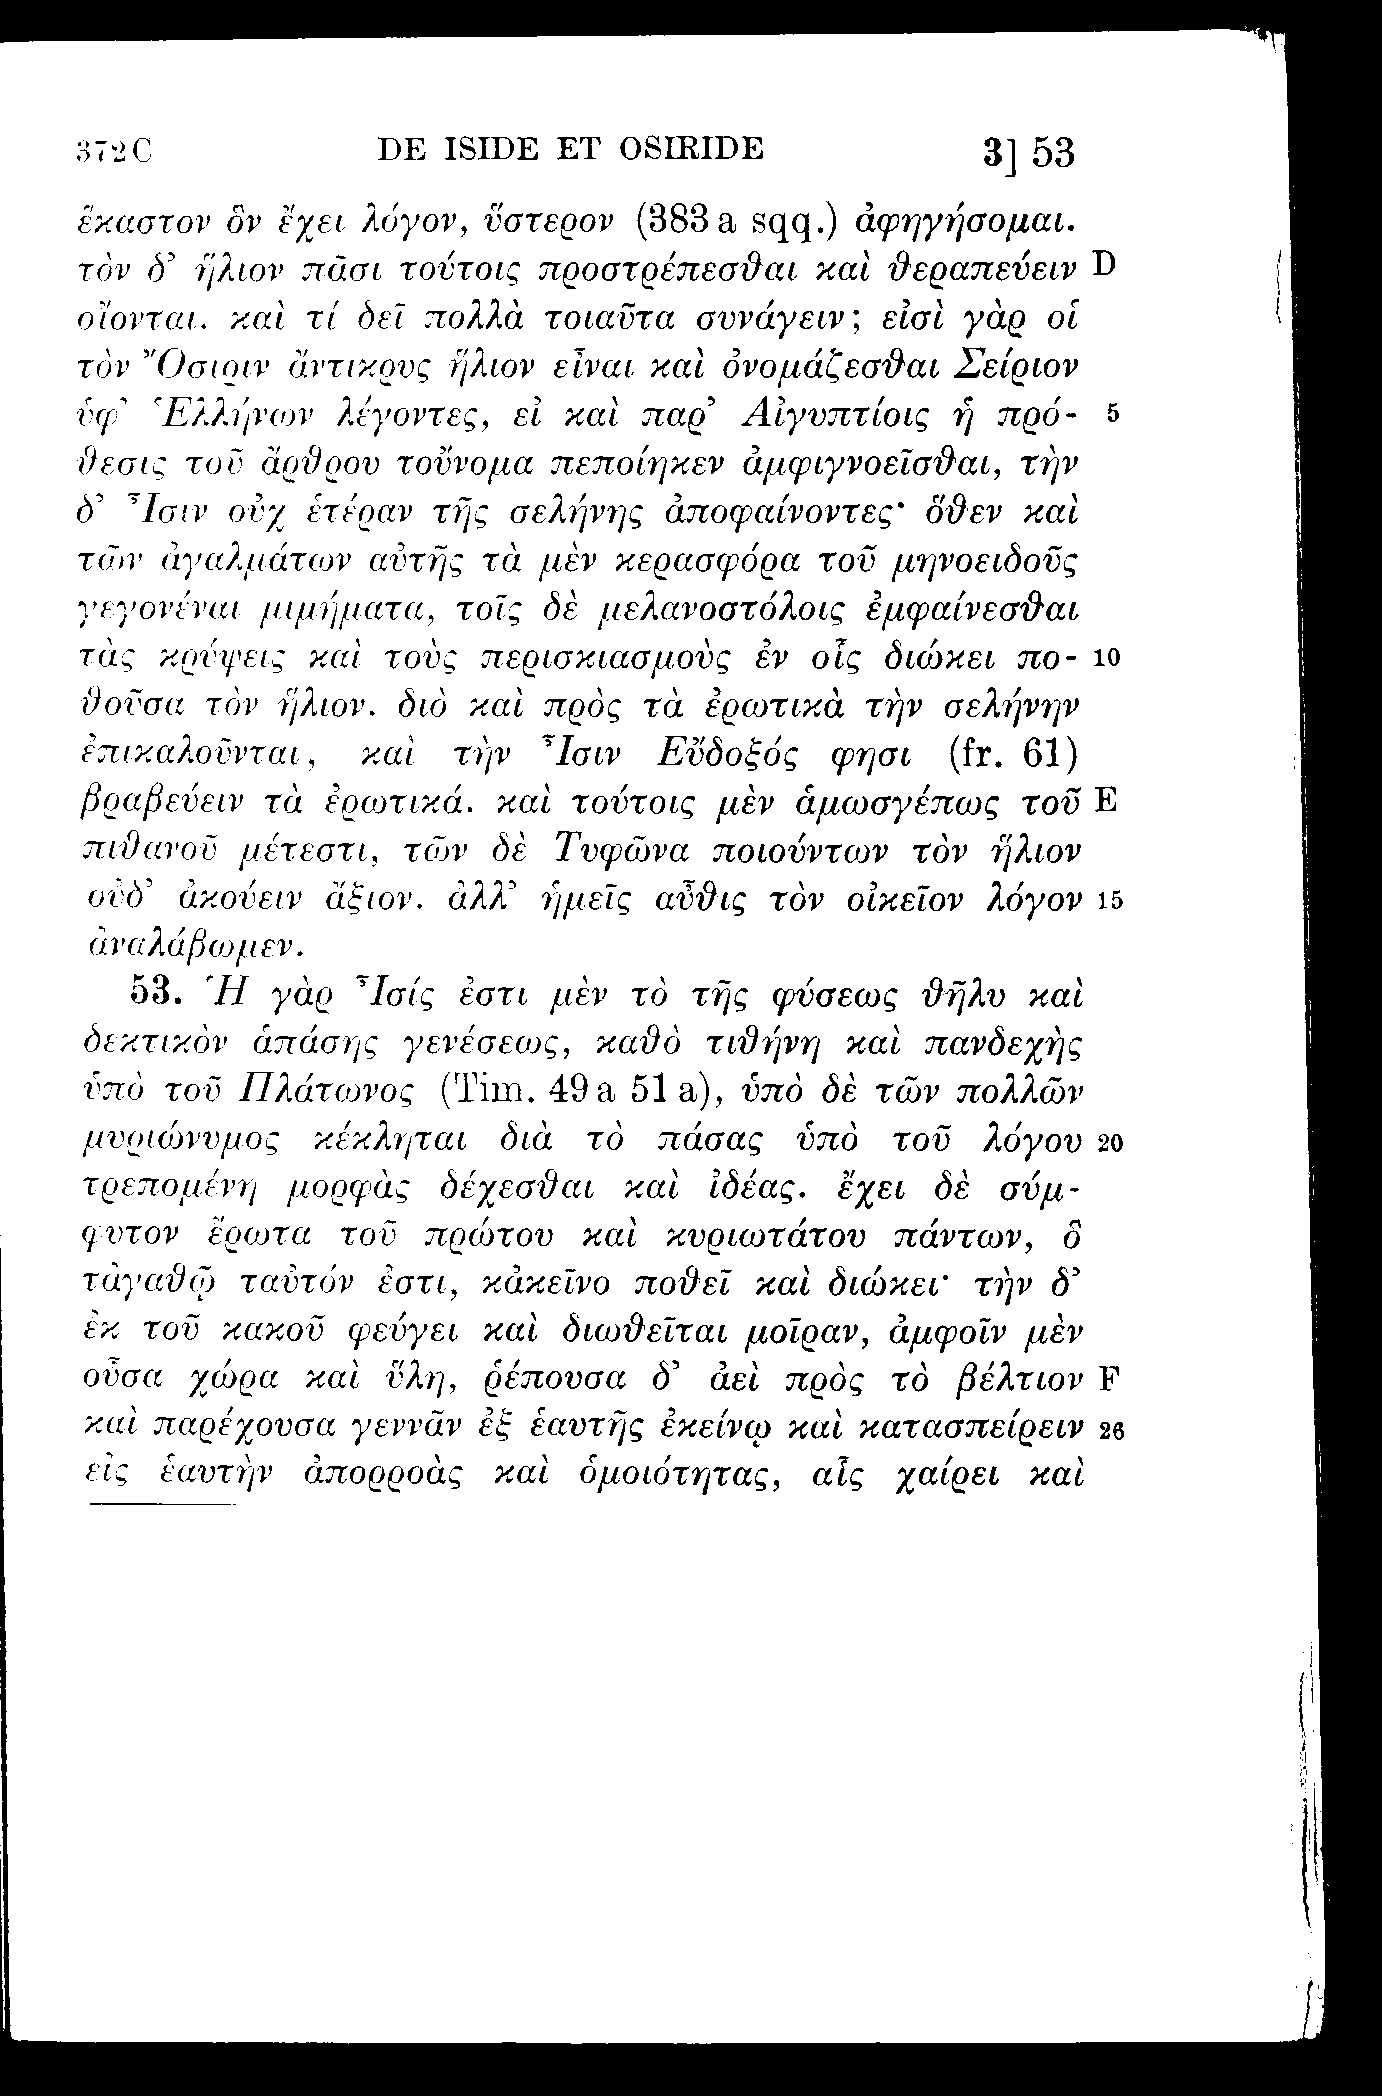 372 C DE ISIDE ET OSIRIDE 3] 53
ἕκαστον ὃν ἔχει λόγον, ὕστερον (383 a sqq.) ἀφηγήσομαι.
τὸν δ’ ἥλιον πᾶσι τούτοις προστρέπεσθαι καὶ θεραπεύειν D
οἴονται. καὶ τί δεῖ πολλὰ τοιαῦτα συνάγειν; εἰσὶ γὰρ οἱ
τὸν Ὄσιριν ἄντικρυς ἥλιον εἶναι καὶ ὀνομάζεσθαι Σείριον
ὑφ’ Ἑλλήνων λέγοντες, εἰ καὶ παρ’ Αἰγυπτίοις ἡ πρό- 5
θεσις τοῦ ἄρθρου τοὔνομα πεποίηκεν ἀμφιγνοεῖσθαι, τὴν
δ’ Ἶσιν οὐχ ἑτέραν τῆς σελήνης ἀποφαίνοντες· ὅθεν καὶ
τῶν ἀγαλμάτων αὐτῆς τὰ μὲν κερασφόρα τοῦ μηνοειδοῦς
γεγονέναι μιμήματα, τοῖς δὲ μελανοστόλοις ἐμφαίνεσθαι
τὰς κρύψεις καὶ τοὺς περισκιασμοὺς ἐν οἷς διώκει πο- 10
θοῦσα τὸν ἥλιον. διὸ καὶ πρὸς τὰ ἐρωτικὰ τὴν σελήνην
ἐπικαλοῦνται, καὶ τὴν Ἶσιν Εὔδοξός φησι (fr. 61)
βραβεύειν τὰ ἐρωτικά. καὶ τούτοις μὲν ἁμωσγέπως τοῦ E
πιθανοῦ μέτεστι, τῶν δὲ Τυφῶνα ποιούντων τὸν ἥλιον
οὐδ’ ἀκούειν ἄξιον. ἀλλ’ ἡμεῖς αὖθις τὸν οἰκεῖον λόγον 15
ἀναλάβωμεν.
53. Ἡ γὰρ Ἶσίς ἐστι μὲν τὸ τῆς φύσεως θῆλυ καὶ
δεκτικὸν ἁπάσης γενέσεως, καθὸ τιθήνη καὶ πανδεχὴς
ὑπὸ τοῦ Πλάτωνος (Tim. 49 a 51 a), ὑπὸ δὲ τῶν πολλῶν
μυριώνυμος κέκληται διὰ τὸ πάσας ὑπὸ τοῦ λόγου 20
τρεπομένη μορφὰς δέχεσθαι καὶ ἰδέας. ἔχει δὲ σύμ-
φυτον ἔρωτα τοῦ πρώτου καὶ κυριωτάτου πάντων, ὃ
τἀγαθῷ ταὐτόν ἐστι, κἀκεῖνο ποθεῖ καὶ διώκει· τὴν δ’
ἐκ τοῦ κακοῦ φεύγει καὶ διωθεῖται μοῖραν, ἀμφοῖν μὲν
οὖσα χώρα καὶ ὕλη, ῥέπουσα δ’ ἀεὶ πρὸς τὸ βέλτιον F
καὶ παρέχουσα γεννᾶν ἐξ ἑαυτῆς ἐκείνῳ καὶ κατασπείρειν 26
εἰς ἑαυτὴν ἀπορροὰς καὶ ὁμοιότητας, αἷς χαίρει καὶ